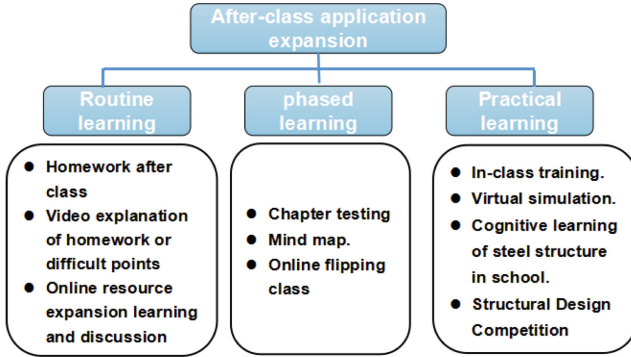 After-class application
expansion
Routine
learning
phased
learning
Practical
learning
● Homework after
class
● Video explanation
of homework or
difficult points
● Online resource
expansion learning
and discussion
● Chapter testing
● Mind map.
● Online flipping
class
● In-class training.
● Virtual simulation.
● Cognitive learning
of steel structure
in school.
● Structural Design
Competition